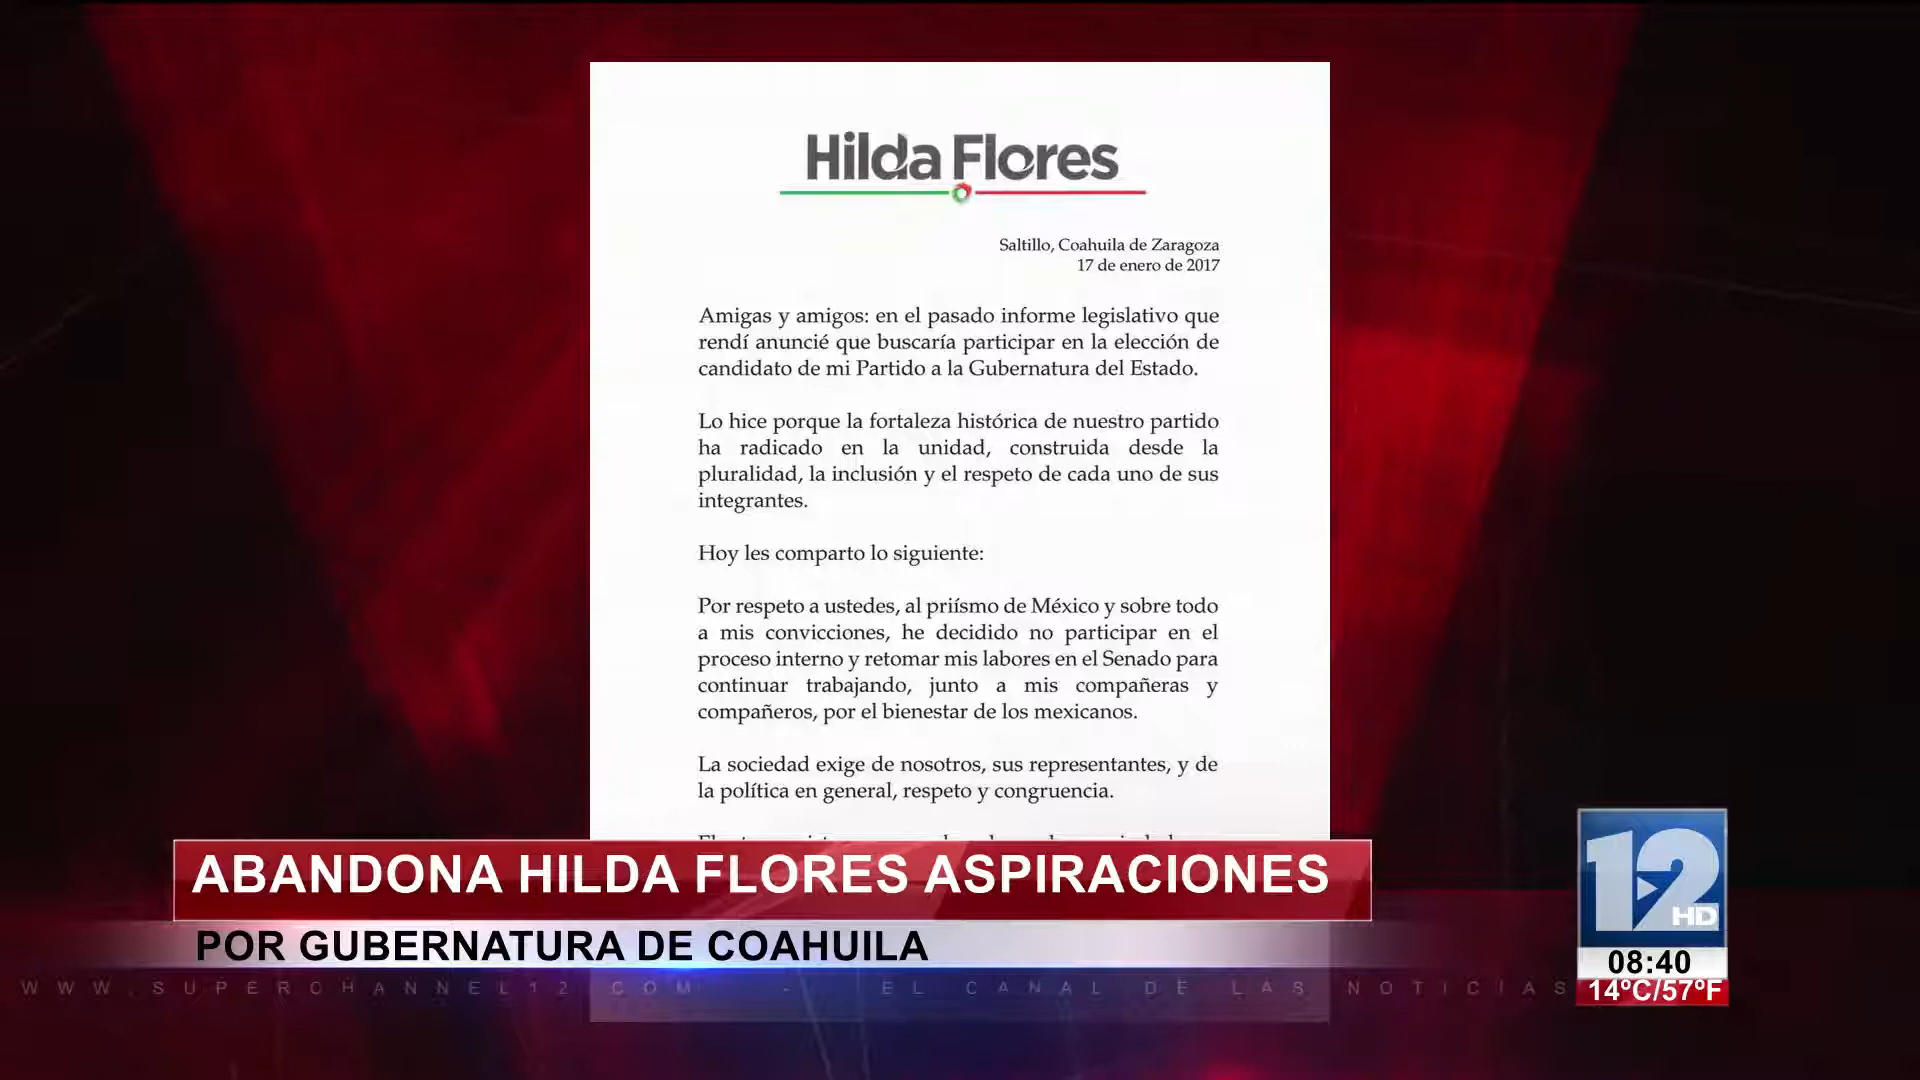 Hilda Flores
Saltillo, Coahuila de Zaragoza
17 de enero de 2017
Amigas y amigos: en el pasado informe legislativo que
rendí anuncié que buscaría participar en la elección de
candidato de mi Partido a la Gubernatura del Estado.
Lo hice porque la fortaleza histórica de nuestro partido
ha radicado en la unidad, construida desde la
pluralidad, la inclusión y el respeto de cada uno de sus
integrantes.
Hoy les comparto lo siguiente:
Por respeto a ustedes, al priísmo de México y sobre todo
a mis convicciones, he decidido no participar en el
proceso interno y retomar mis labores en el Senado para
continuar trabajando, junto a mis compañeras y
compañeros, por el bienestar de los mexicanos.
La sociedad exige de nosotros, sus representantes, y de
la política en general, respeto y congruencia.
ABANDONA HILDA FLORES ASPIRACIONES
POR GUBERNATURA DE COAHUILA
WWW.SUPERCHANNEL12.COM - EL CANAL DE LAS NOTICIAS
12
HD
08:40
14ºC/57ºF